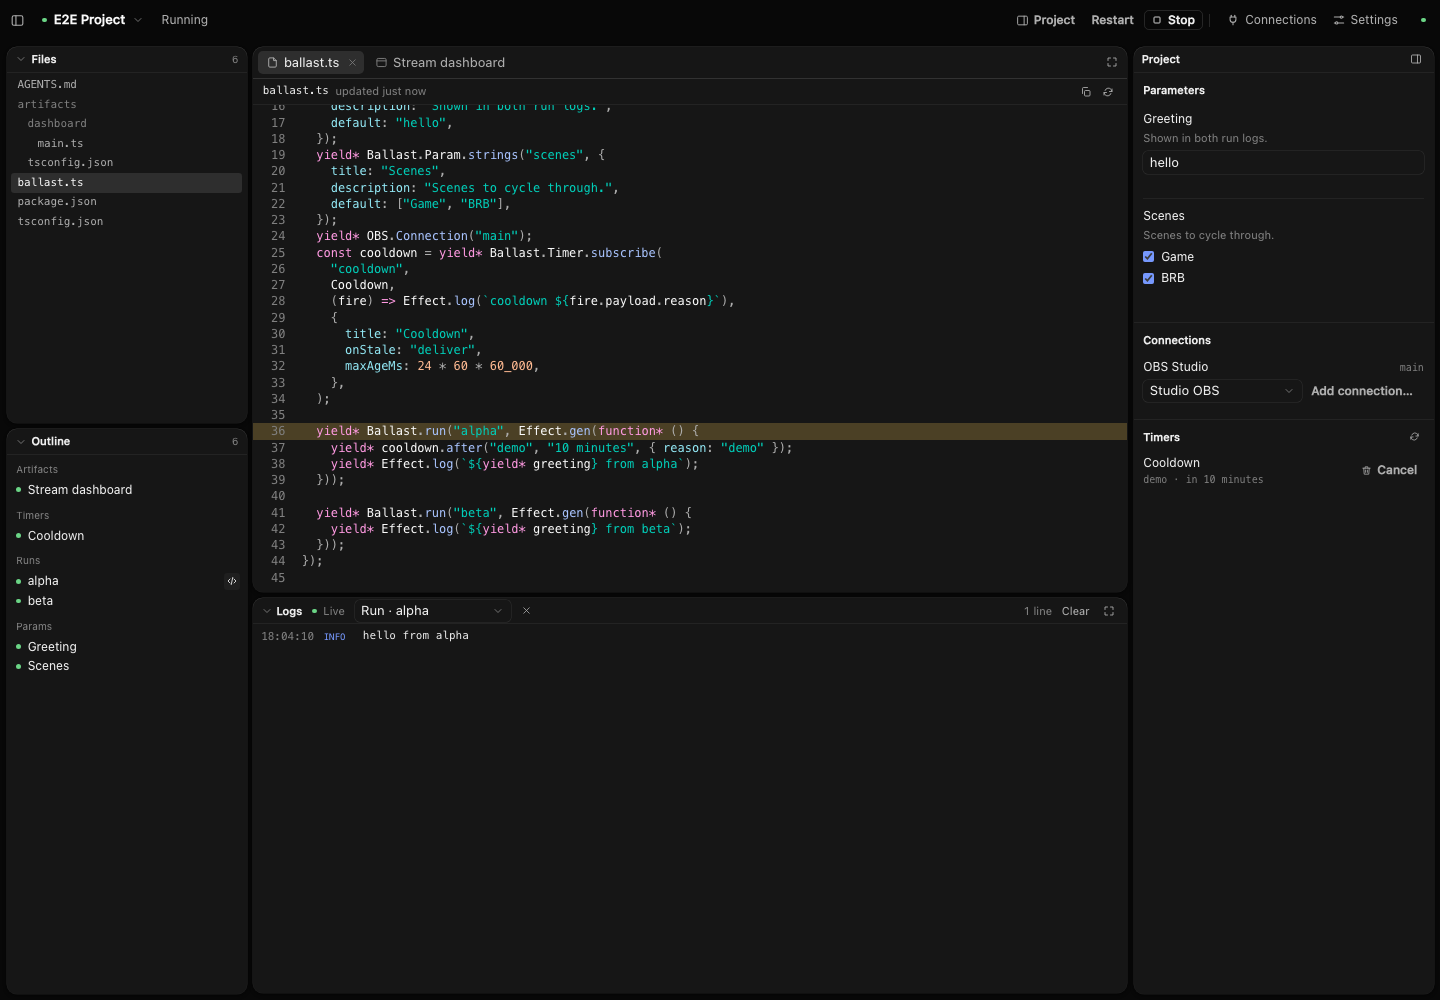 E2E Project
Running
Project
Restart
Stop
Connections
Settings
Files
6
AGENTS.md
artifacts
dashboard
main.ts
tsconfig.json
ballast.ts
package.json
tsconfig.json
Outline
6
Artifacts
Stream dashboard
Timers
Cooldown
Runs
alpha
beta
Params
Greeting
Scenes
ballast.ts
Stream dashboard
ballast.ts updated just now
16 description: "Shown in both run logs.",
17 default: "hello",
18 });
19 yield* Ballast.Param.strings("scenes", {
20 title: "Scenes",
21 description: "Scenes to cycle through.",
22 default: ["Game", "BRB"],
23 });
24 yield* OBS.Connection("main");
25 const cooldown = yield* Ballast.Timer.subscribe(
26 "cooldown",
27 Cooldown,
28 (fire) => Effect.log(`cooldown ${fire.payload.reason}`),
29 {
30 title: "Cooldown",
31 onStale: "deliver",
32 maxAgeMs: 24 * 60 * 60_000,
33 },
34 );
35
36 yield* Ballast.run("alpha", Effect.gen(function* () {
37 yield* cooldown.after("demo", "10 minutes", { reason: "demo" });
38 yield* Effect.log(`${yield* greeting} from alpha`);
39 }));
40
41 yield* Ballast.run("beta", Effect.gen(function* () {
42 yield* Effect.log(`${yield* greeting} from beta`);
43 }));
44 });
45
Logs
Live
Run · alpha
1 line
Clear
18:04:10 INFO hello from alpha
Project
Parameters
Greeting
Shown in both run logs.
hello
Scenes
Scenes to cycle through.
Game
BRB
Connections
OBS Studio
main
Studio OBS
Add connection...
Timers
Cooldown
demo · in 10 minutes
Cancel